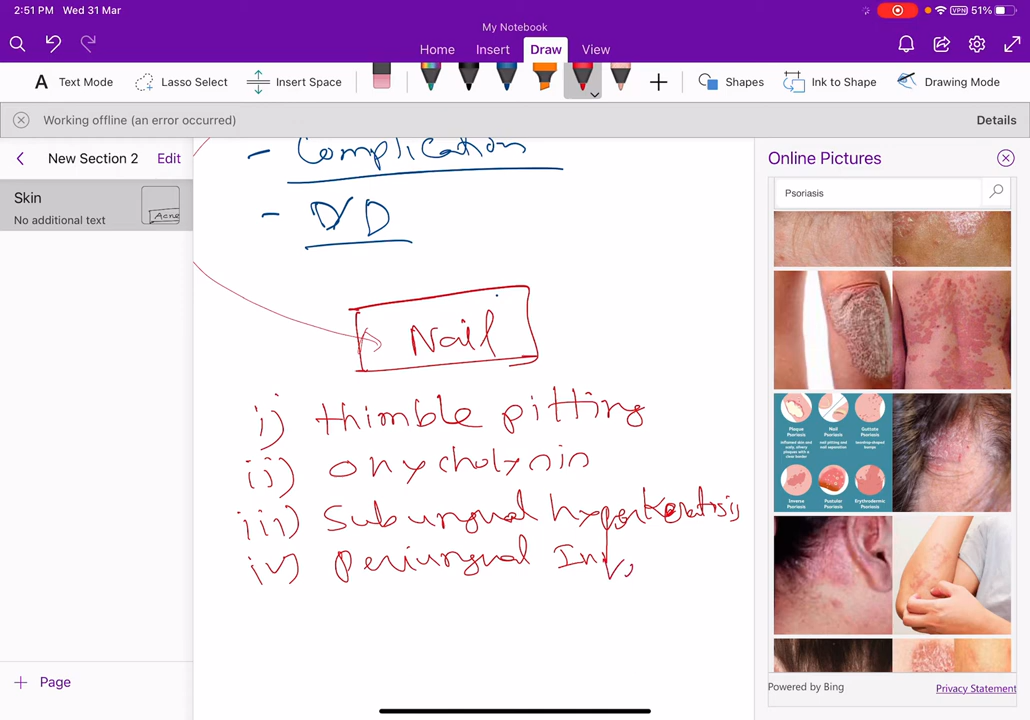 2:51 PM Wed 31 Mar
VPN 51%
My Notebook
Home Insert Draw View
A Text Mode Lasso Select Insert Space Shapes Ink to Shape Drawing Mode
Working offline (an error occurred) Details
New Section 2 Edit
Skin
No additional text
Acne
- Complication
- D/D
Nail
i) thimble pitting
ii) onycholysis
iii) Subungual hyperkeratosis
iv) Periungual Inv,
Online Pictures
Psoriasis
Plaque Psoriasis Nail Psoriasis Guttate Psoriasis
Inverse Psoriasis Pustular Psoriasis Erythrodermic Psoriasis
Powered by Bing Privacy Statement
+ Page